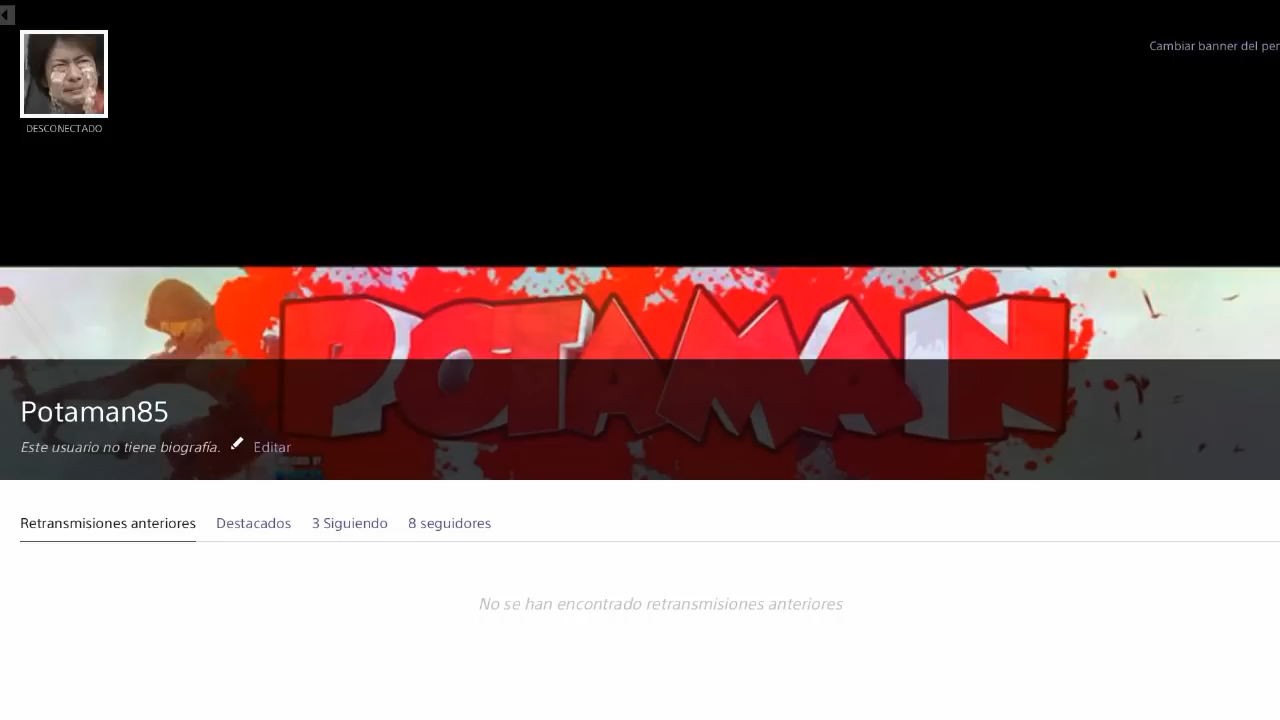 Cambiar banner del per
DESCONECTADO
POTAMAN
Potaman85
Este usuario no tiene biografía. Editar
Retransmisiones anteriores Destacados 3 Siguiendo 8 seguidores
No se han encontrado retransmisiones anteriores